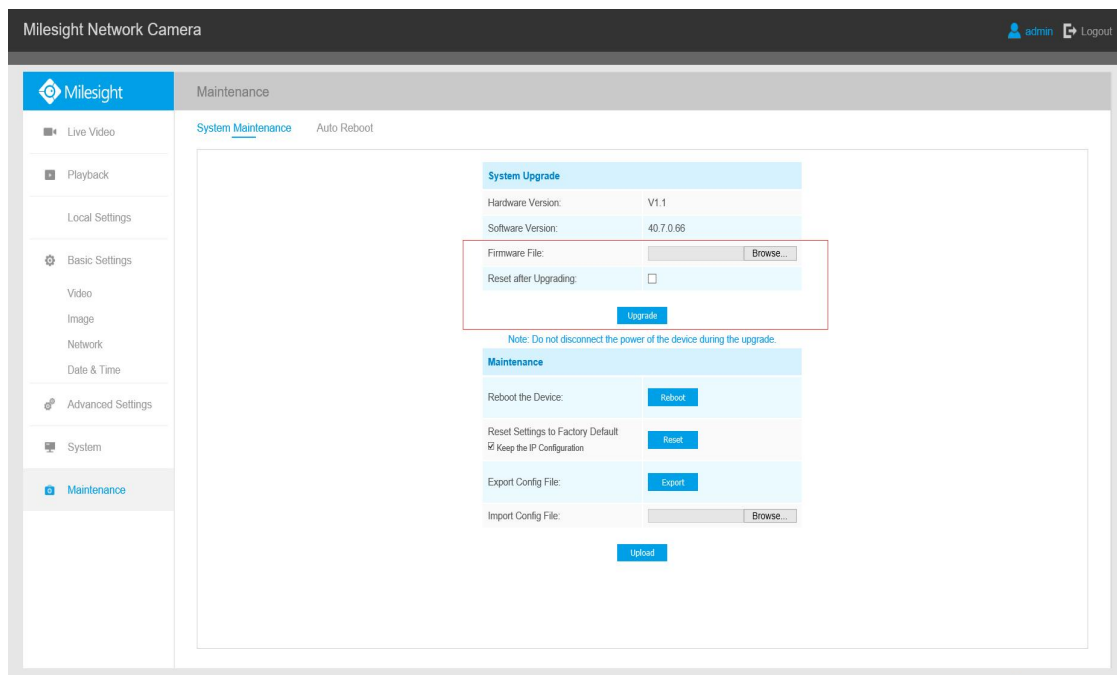 Milesight Network Camera
admin Logout
Milesight
Maintenance
Live Video
Playback
Local Settings
Basic Settings
Video
Image
Network
Date & Time
Advanced Settings
System
Maintenance
System Maintenance Auto Reboot
System Upgrade
Hardware Version: V1.1
Software Version: 40.7.0.66
Firmware File: Browse...
Reset after Upgrading:
Upgrade
Note: Do not disconnect the power of the device during the upgrade.
Maintenance
Reboot the Device: Reboot
Reset Settings to Factory Default
Keep the IP Configuration
Reset
Export Config File: Export
Import Config File: Browse...
Upload